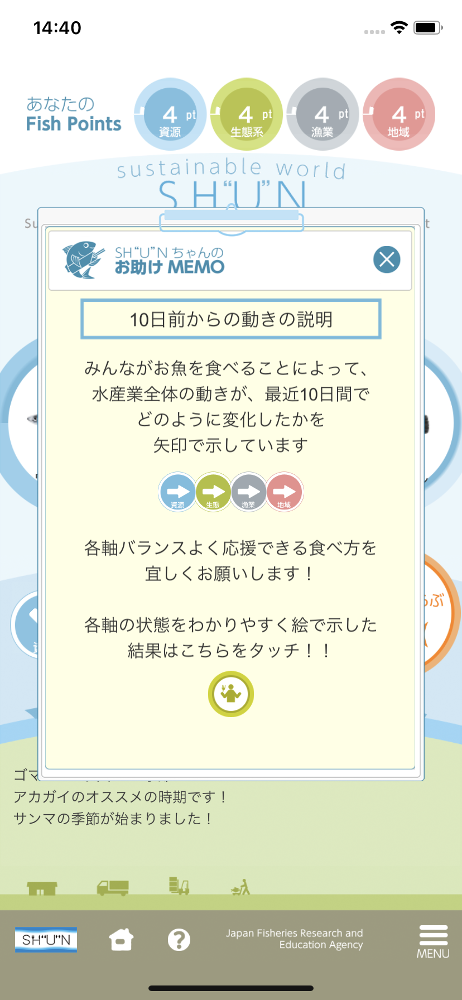 14:40
あなたの
Fish Points
4 pt
資源
4 pt
生態系
4 pt
漁業
4 pt
地域
sustainable world
SH“U”N
Su
t
SH“U”Nちゃんの
お助けMEMO
10日前からの動きの説明
みんながお魚を食べることによって、
水産業全体の動きが、最近10日間で
どのように変化したかを
矢印で示しています
資源
生態
漁業
地域
各軸バランスよく応援できる食べ方を
宜しくお願いします！
各軸の状態をわかりやすく絵で示した
結果はこちらをタッチ！！
らぶ
ゴマ
アカガイのオススメの時期です！
サンマの季節が始まりました！
SH“U”N
Japan Fisheries Research and
Education Agency
MENU